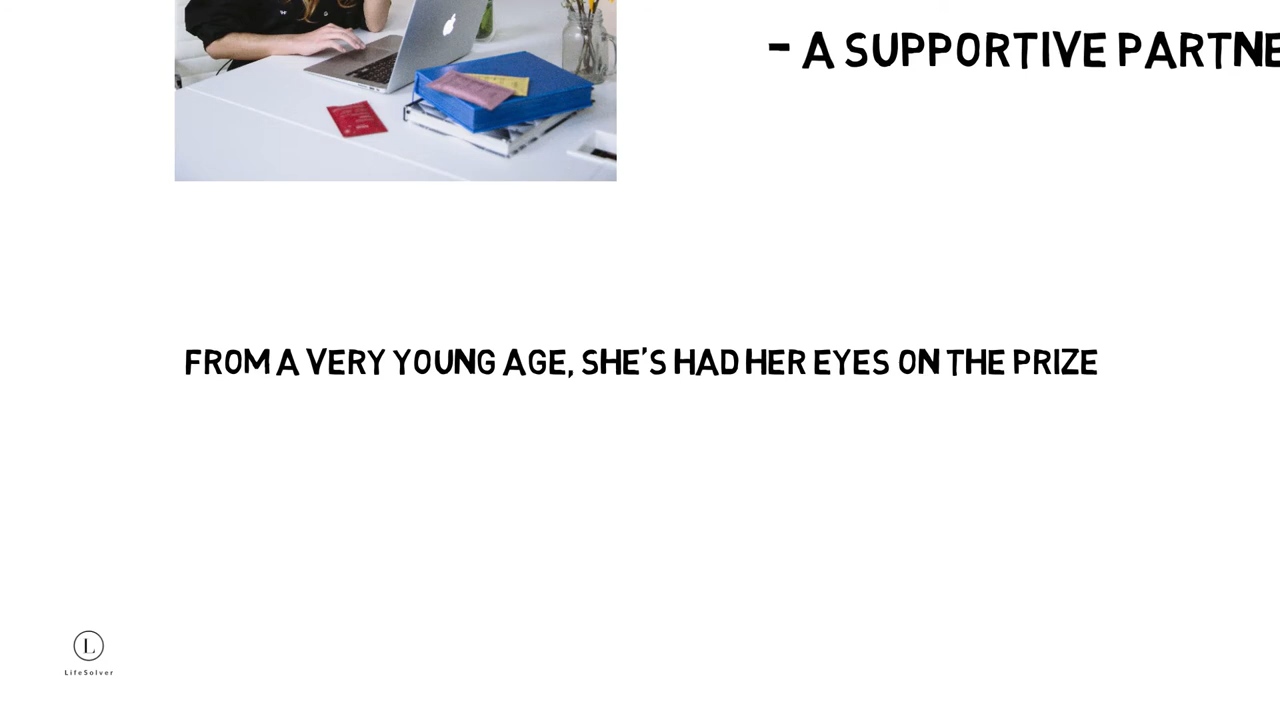 - A SUPPORTIVE PARTNE
FROM A VERY YOUNG AGE, SHE'S HAD HER EYES ON THE PRIZE
L
LifeSolver